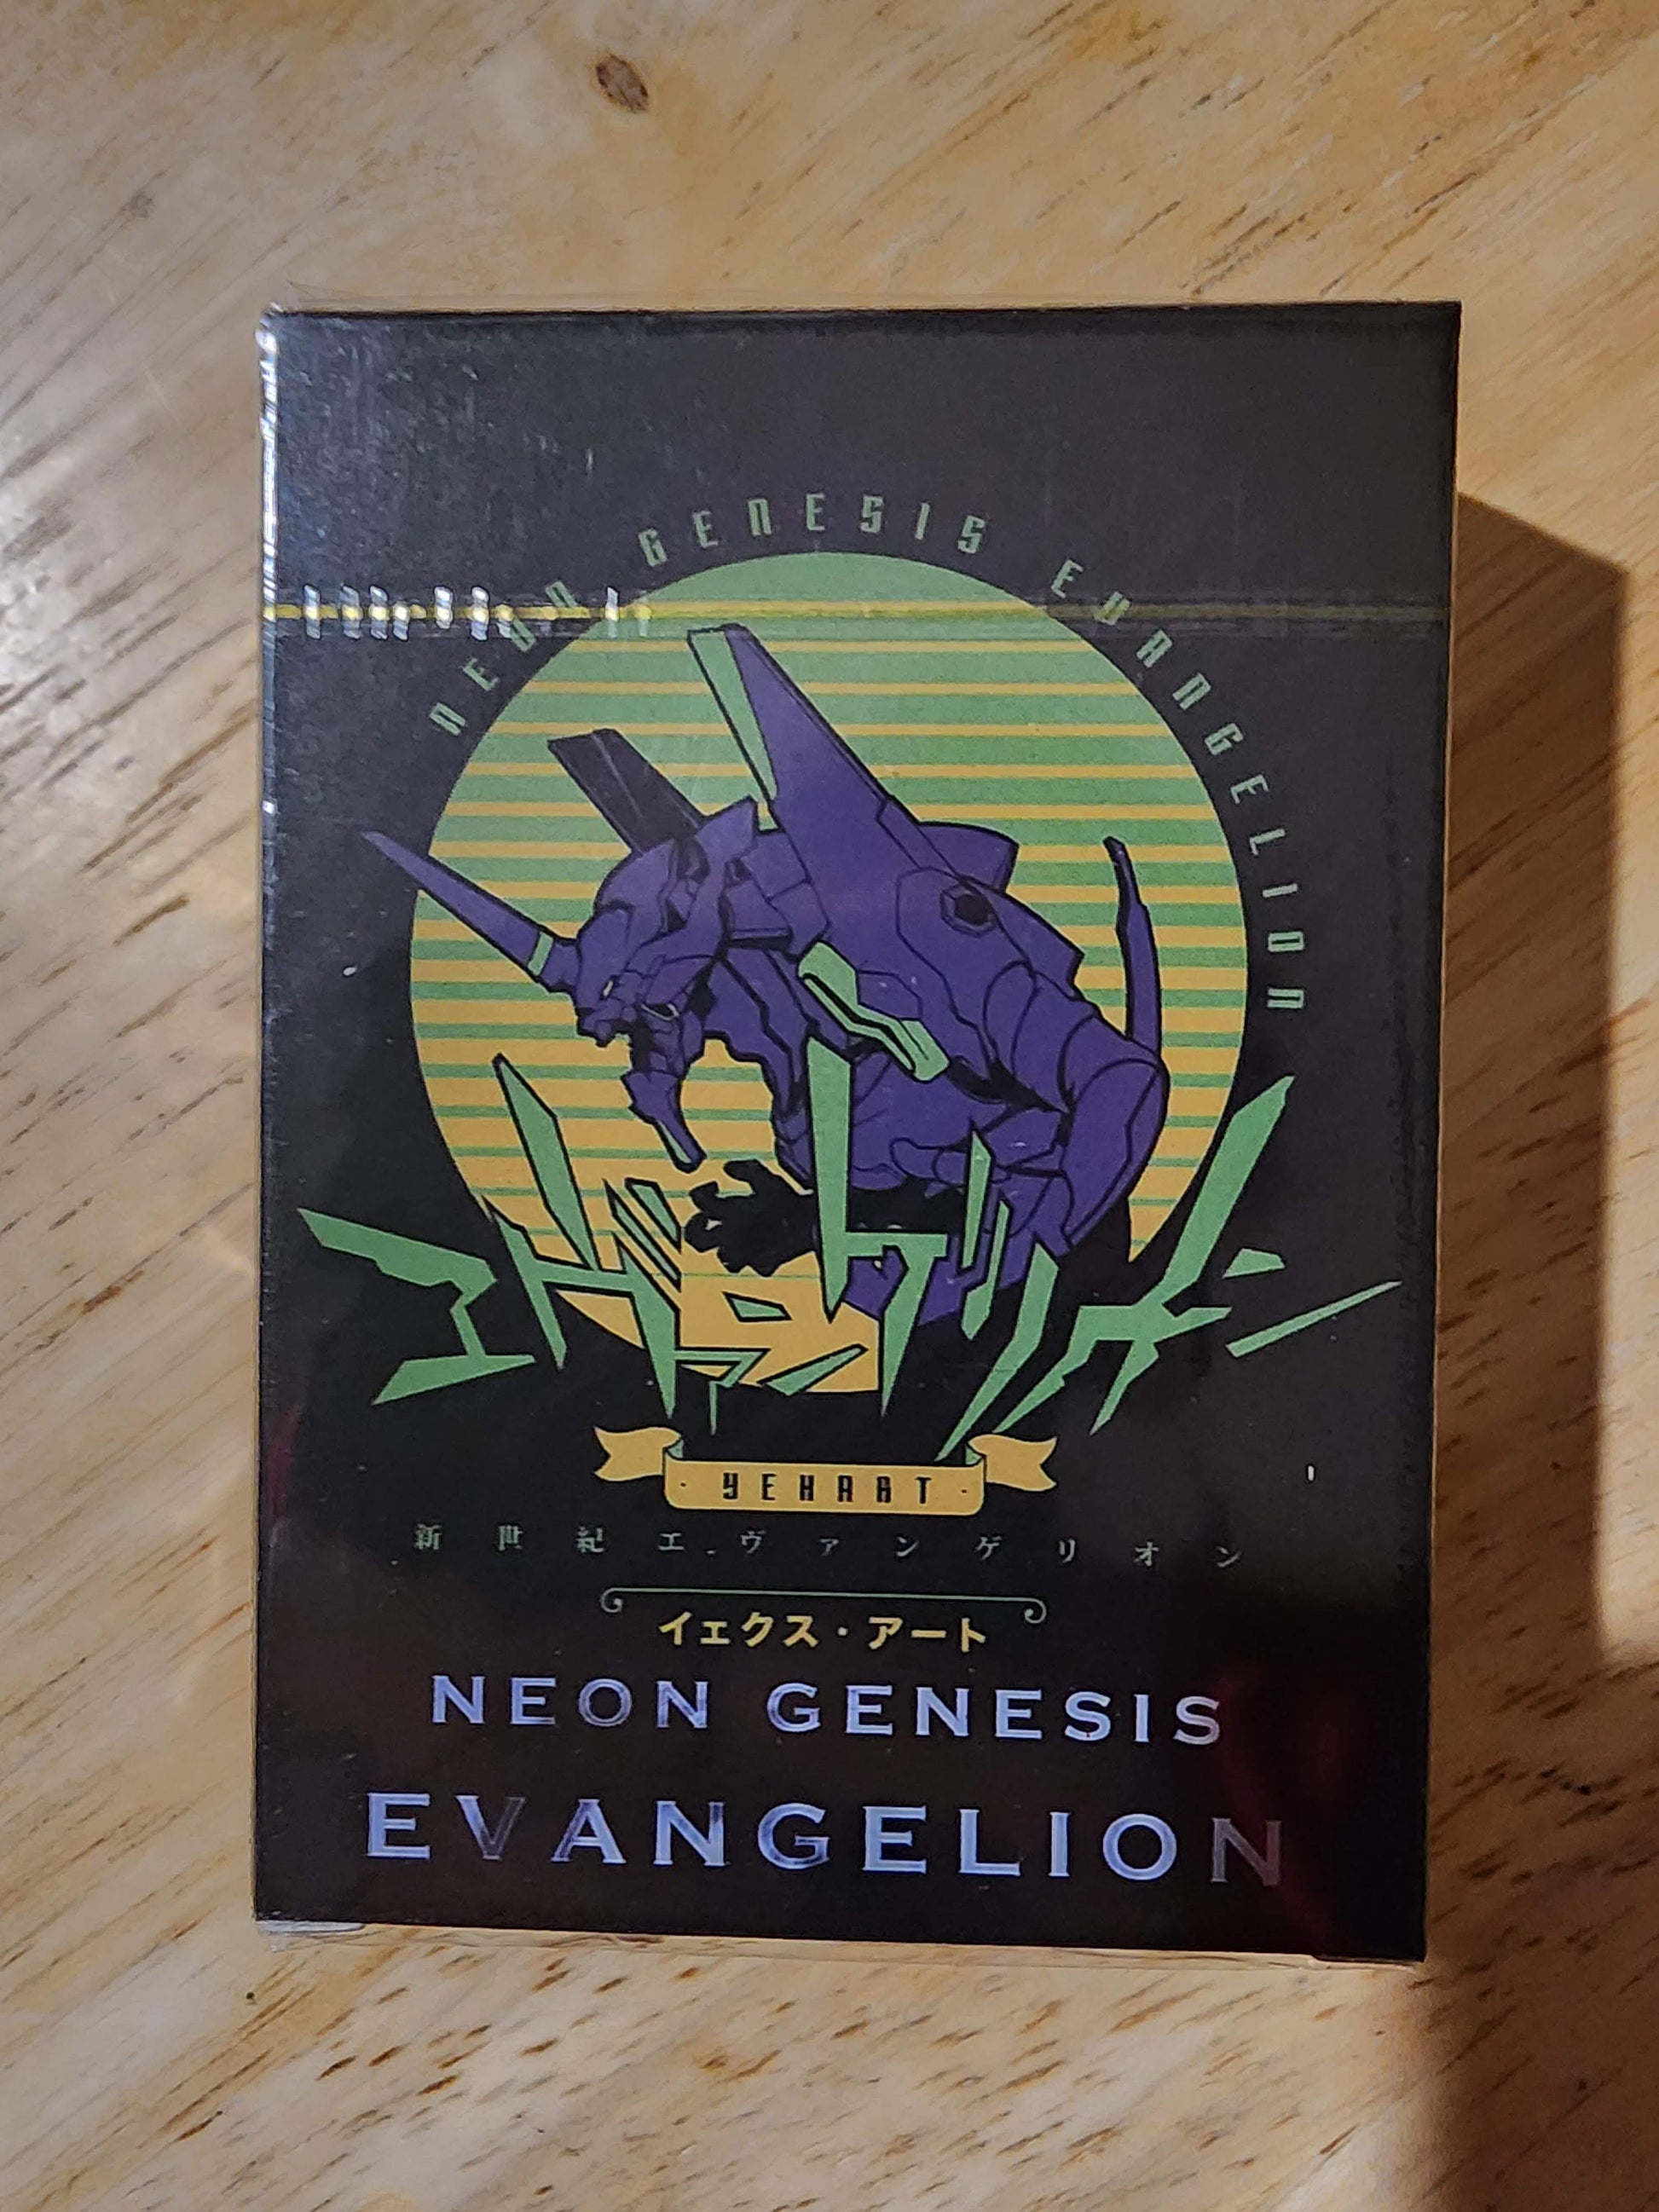 NEON GENESIS EVANGELION
エヴァンゲリオン
· YEXART ·
新世紀エヴァンゲリオン
イェクス・アート
NEON GENESIS
EVANGELION